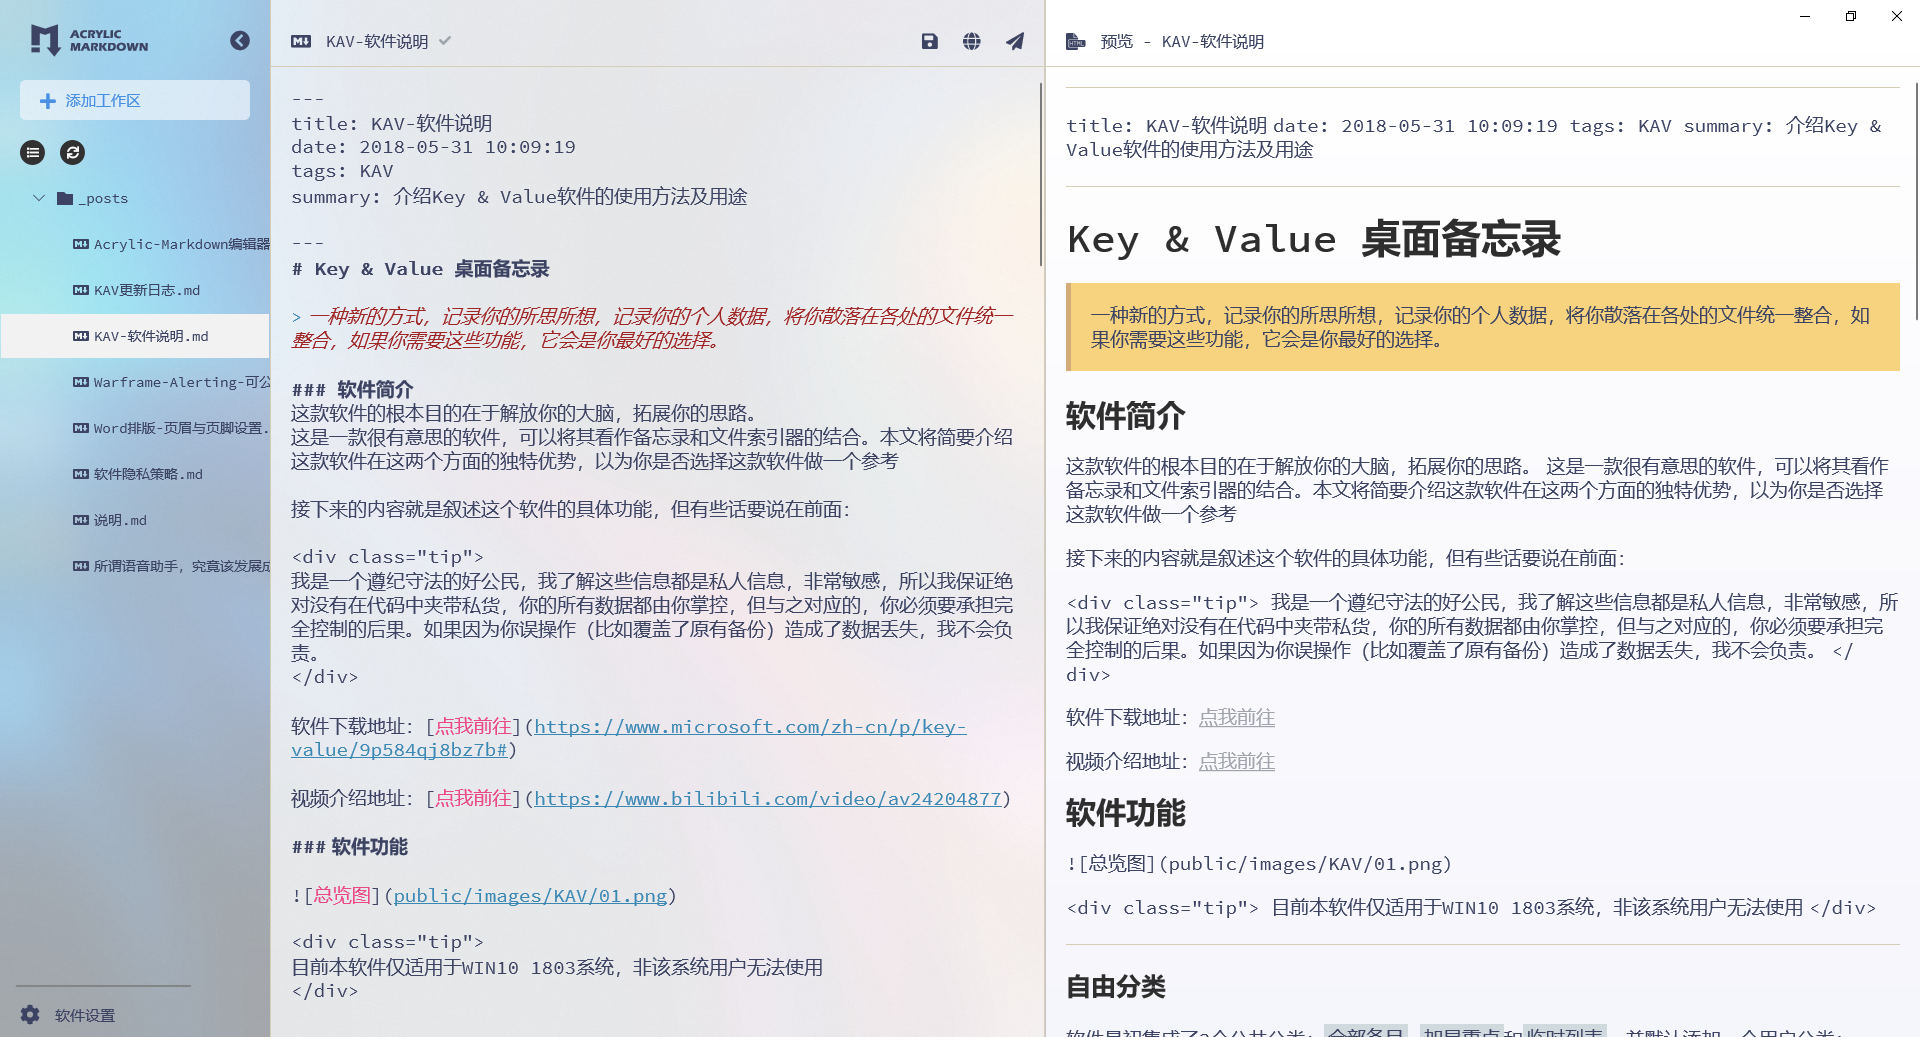 ACRYLIC
MARKDOWN
添加工作区
_posts
Acrylic-Markdown编辑器
KAV更新日志.md
KAV-软件说明.md
Warframe-Alerting-可公
Word排版-页眉与页脚设置.
软件隐私策略.md
说明.md
所谓语音助手，究竟该发展成
软件设置
KAV-软件说明
---
title: KAV-软件说明
date: 2018-05-31 10:09:19
tags: KAV
summary: 介绍Key & Value软件的使用方法及用途
---
# Key & Value 桌面备忘录
> 一种新的方式，记录你的所思所想，记录你的个人数据，将你散落在各处的文件统一
整合，如果你需要这些功能，它会是你最好的选择。
### 软件简介
这款软件的根本目的在于解放你的大脑，拓展你的思路。
这是一款很有意思的软件，可以将其看作备忘录和文件索引器的结合。本文将简要介绍
这款软件在这两个方面的独特优势，以为你是否选择这款软件做一个参考
接下来的内容就是叙述这个软件的具体功能，但有些话要说在前面：
<div class="tip">
我是一个遵纪守法的好公民，我了解这些信息都是私人信息，非常敏感，所以我保证绝
对没有在代码中夹带私货，你的所有数据都由你掌控，但与之对应的，你必须要承担完
全控制的后果。如果因为你误操作（比如覆盖了原有备份）造成了数据丢失，我不会负
责。
</div>
软件下载地址：[点我前往](https://www.microsoft.com/zh-cn/p/key-
value/9p584qj8bz7b#)
视频介绍地址：[点我前往](https://www.bilibili.com/video/av24204877)
### 软件功能
![总览图](public/images/KAV/01.png)
<div class="tip">
目前本软件仅适用于WIN10 1803系统，非该系统用户无法使用
</div>
预览 - KAV-软件说明
title: KAV-软件说明 date: 2018-05-31 10:09:19 tags: KAV summary: 介绍Key &
Value软件的使用方法及用途
Key & Value 桌面备忘录
一种新的方式，记录你的所思所想，记录你的个人数据，将你散落在各处的文件统一整合，如
果你需要这些功能，它会是你最好的选择。
软件简介
这款软件的根本目的在于解放你的大脑，拓展你的思路。 这是一款很有意思的软件，可以将其看作
备忘录和文件索引器的结合。本文将简要介绍这款软件在这两个方面的独特优势，以为你是否选择
这款软件做一个参考
接下来的内容就是叙述这个软件的具体功能，但有些话要说在前面：
<div class="tip"> 我是一个遵纪守法的好公民，我了解这些信息都是私人信息，非常敏感，所
以我保证绝对没有在代码中夹带私货，你的所有数据都由你掌控，但与之对应的，你必须要承担完
全控制的后果。如果因为你误操作（比如覆盖了原有备份）造成了数据丢失，我不会负责。 </
div>
软件下载地址：点我前往
视频介绍地址：点我前往
软件功能
![总览图](public/images/KAV/01.png)
<div class="tip"> 目前本软件仅适用于WIN10 1803系统，非该系统用户无法使用 </div>
自由分类